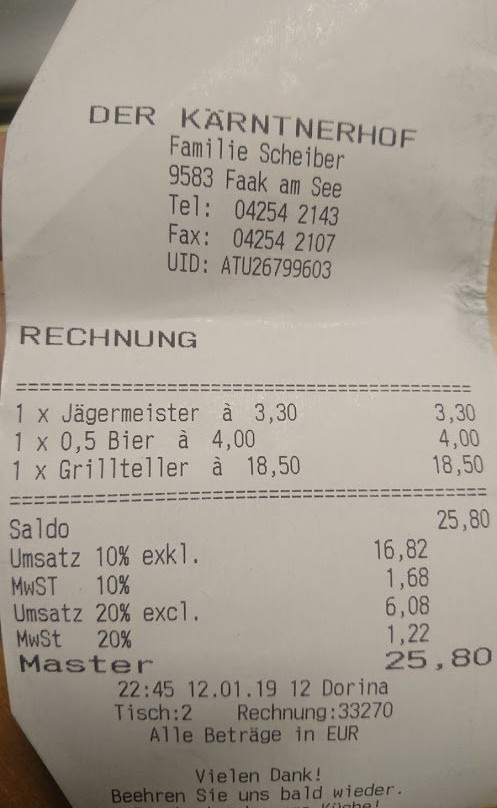 DER KÄRNTNERHOF
Familie Scheiber
9583 Faak am See
Tel: 04254 2143
Fax: 04254 2107
UID: ATU26799603
RECHNUNG
========================================
1 x Jägermeister à 3,30 3,30
1 x 0,5 Bier à 4,00 4,00
1 x Grillteller à 18,50 18,50
========================================
Saldo 25,80
Umsatz 10% exkl. 16,82
MwST 10% 1,68
Umsatz 20% excl. 6,08
MwSt 20% 1,22
Master 25,80
22:45 12.01.19 12 Dorina
Tisch:2 Rechnung:33270
Alle Beträge in EUR
Vielen Dank!
Beehren Sie uns bald wieder.
Küche!